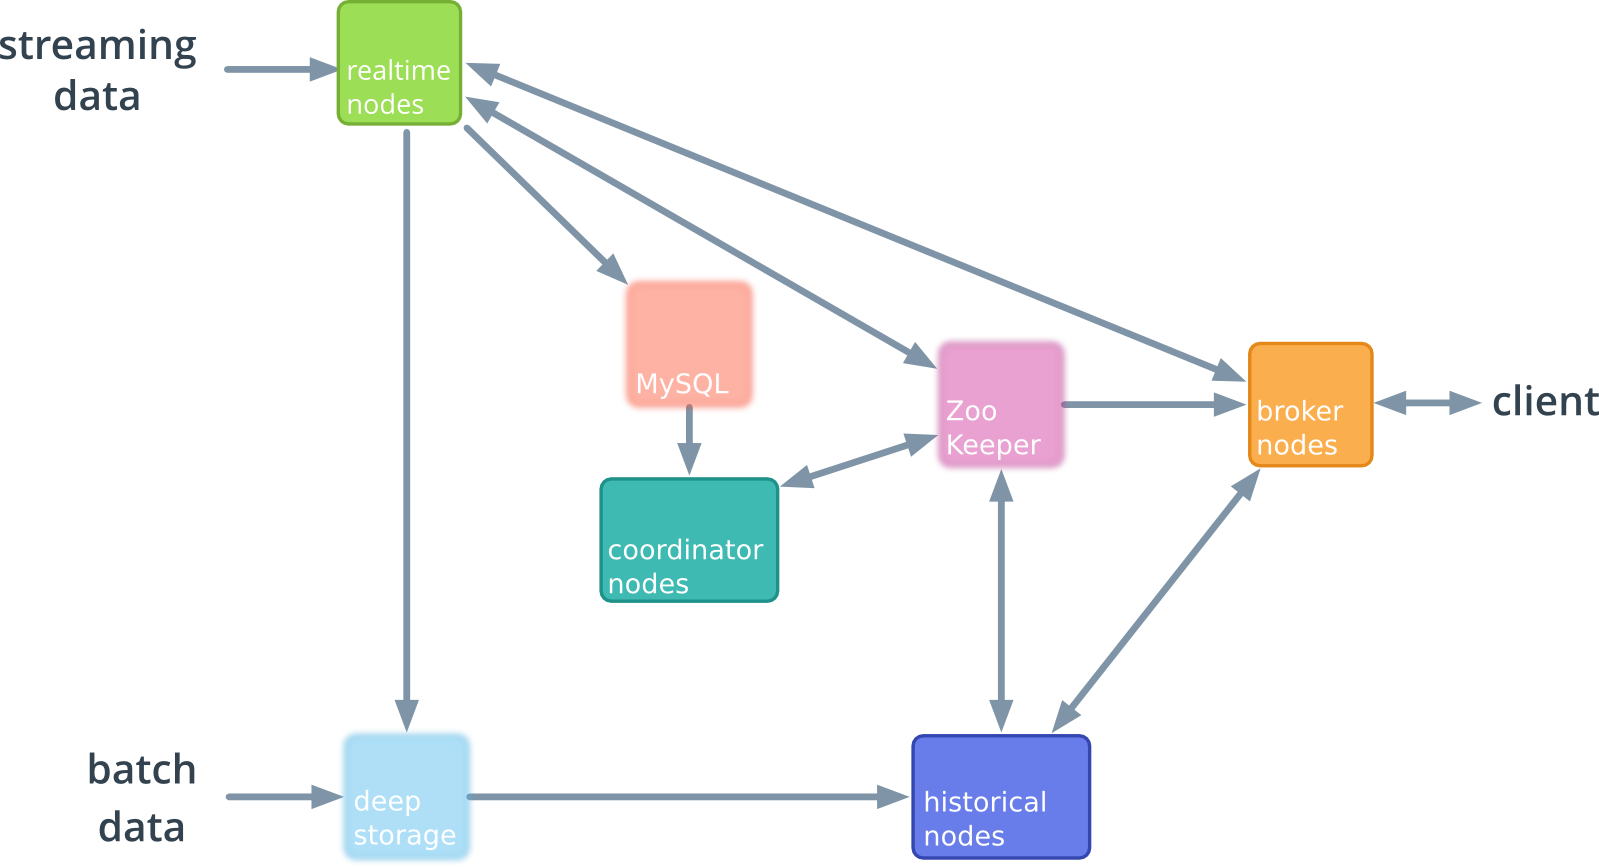 streaming
data
realtime
nodes
MySQL
Zoo
Keeper
broker
nodes
client
coordinator
nodes
batch
data
deep
storage
historical
nodes